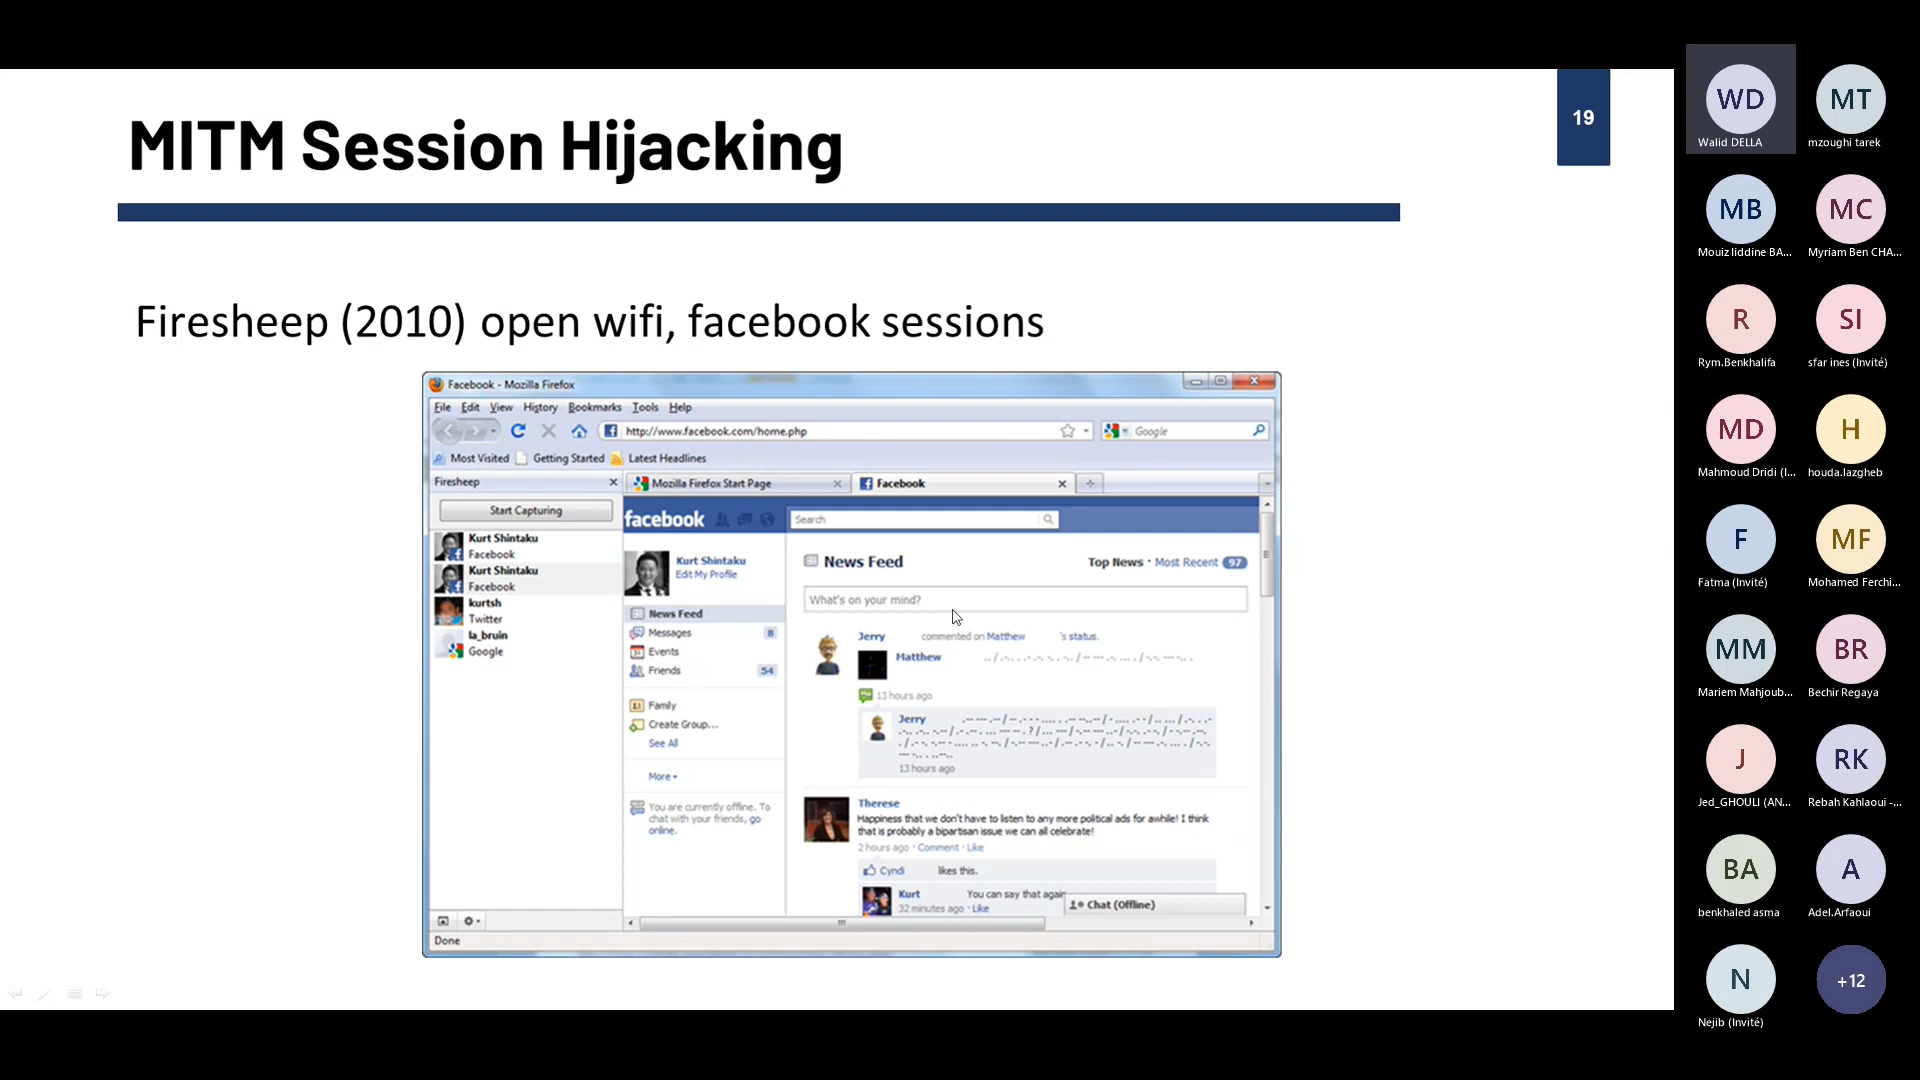 MITM Session Hijacking
19
Firesheep (2010) open wifi, facebook sessions
Facebook - Mozilla Firefox
File Edit View History Bookmarks Tools Help
http://www.facebook.com/home.php
Google
Most Visited Getting Started Latest Headlines
Firesheep
Mozilla Firefox Start Page
Facebook
Start Capturing
Kurt Shintaku
Facebook
Kurt Shintaku
Facebook
kurtsh
Twitter
la_bruin
Google
facebook
Search
Kurt Shintaku
Edit My Profile
News Feed
Messages 8
Events
Friends 54
Family
Create Group...
See All
More
You are currently offline. To
chat with your friends, go
online.
News Feed
Top News · Most Recent 97
What's on your mind?
Jerry commented on Matthew 's status.
Matthew
13 hours ago
Jerry
13 hours ago
Therese
Happiness that we don't have to listen to any more political ads for awhile! I think
that is probably a bipartisan issue we can all celebrate!
2 hours ago · Comment · Like
Cyndi likes this.
Kurt You can say that again
32 minutes ago · Like
Chat (Offline)
Done
WD
Walid DELLA
MT
mzoughi tarek
MB
Mouiz liddine BA...
MC
Myriam Ben CHA...
R
Rym.Benkhalifa
SI
sfar ines (Invité)
MD
Mahmoud Dridi (I...
H
houda.lazgheb
F
Fatma (Invité)
MF
Mohamed Ferchi...
MM
Mariem Mahjoub...
BR
Bechir Regaya
J
Jed_GHOULI (AN...
RK
Rebah Kahlaoui -...
BA
benkhaled asma
A
Adel.Arfaoui
N
Nejib (Invité)
+12